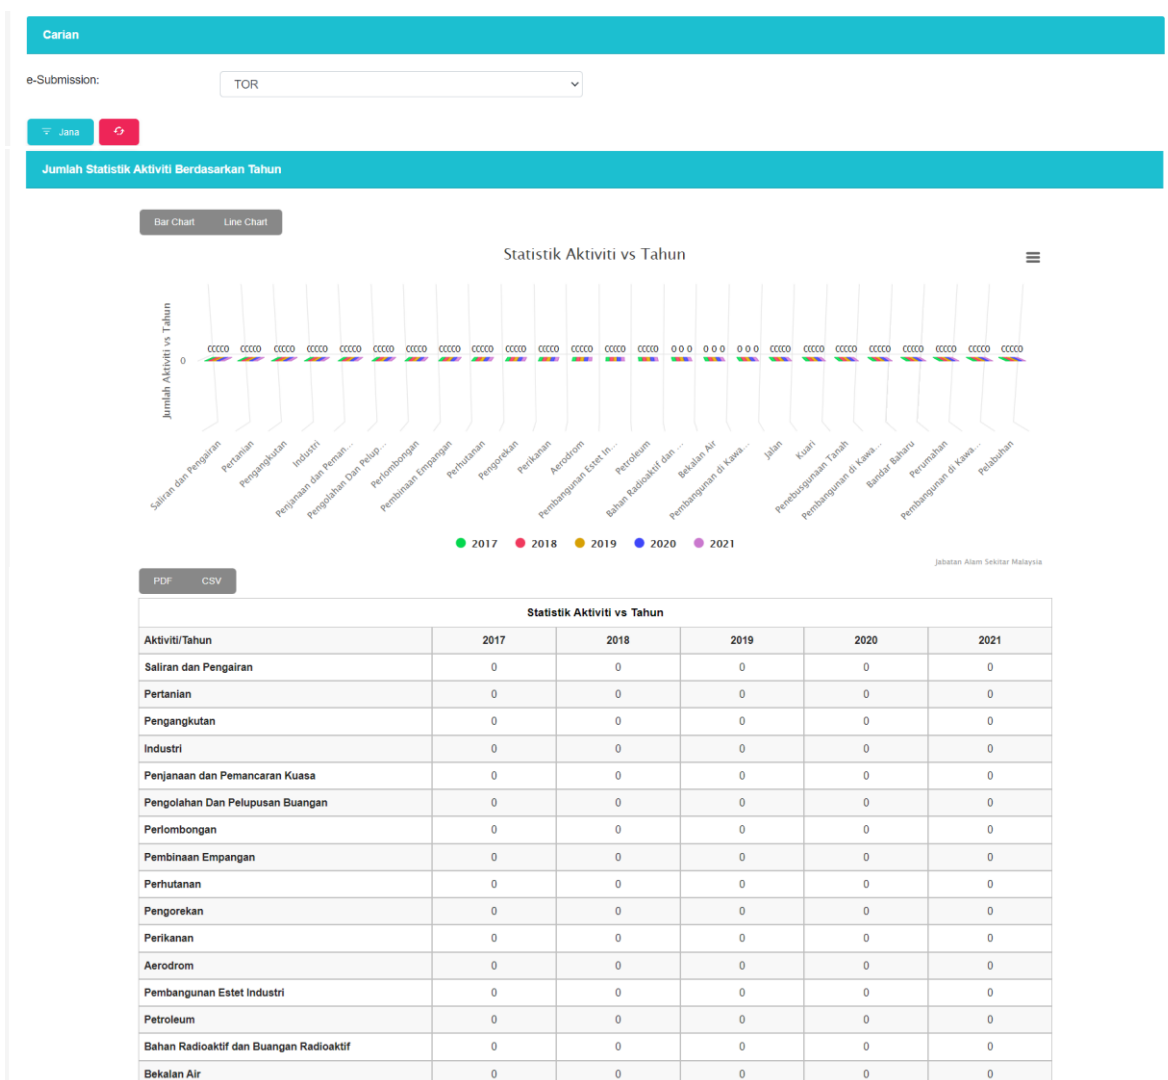 Carian
e-Submission:
TOR
Jana
Jumlah Statistik Aktiviti Berdasarkan Tahun
Bar Chart Line Chart
Statistik Aktiviti vs Tahun
Jumlah Aktiviti vs Tahun
0
0 0 0 0 0 0 0 0 0
Saliran dan Pengairan
Pertanian
Pengangkutan
Industri
Penjanaan dan Peman...
Pengolahan Dan Pelup...
Perlombongan
Pembinaan Empangan
Perhutanan
Pengorekan
Perikanan
Aerodrom
Pembangunan Estet In...
Petroleum
Bahan Radioaktif dan ...
Bekalan Air
Pembangunan di Kawa...
Jalan
Kuari
Penebusgunaan Tanah
Pembangunan di Kawa...
Bandar Baharu
Perumahan
Pembangunan di Kawa...
Pelabuhan
2017 2018 2019 2020 2021
Jabatan Alam Sekitar Malaysia
PDF CSV
Statistik Aktiviti vs Tahun
Aktiviti/Tahun 2017 2018 2019 2020 2021
Saliran dan Pengairan 0 0 0 0 0
Pertanian 0 0 0 0 0
Pengangkutan 0 0 0 0 0
Industri 0 0 0 0 0
Penjanaan dan Pemancaran Kuasa 0 0 0 0 0
Pengolahan Dan Pelupusan Buangan 0 0 0 0 0
Perlombongan 0 0 0 0 0
Pembinaan Empangan 0 0 0 0 0
Perhutanan 0 0 0 0 0
Pengorekan 0 0 0 0 0
Perikanan 0 0 0 0 0
Aerodrom 0 0 0 0 0
Pembangunan Estet Industri 0 0 0 0 0
Petroleum 0 0 0 0 0
Bahan Radioaktif dan Buangan Radioaktif 0 0 0 0 0
Bekalan Air 0 0 0 0 0